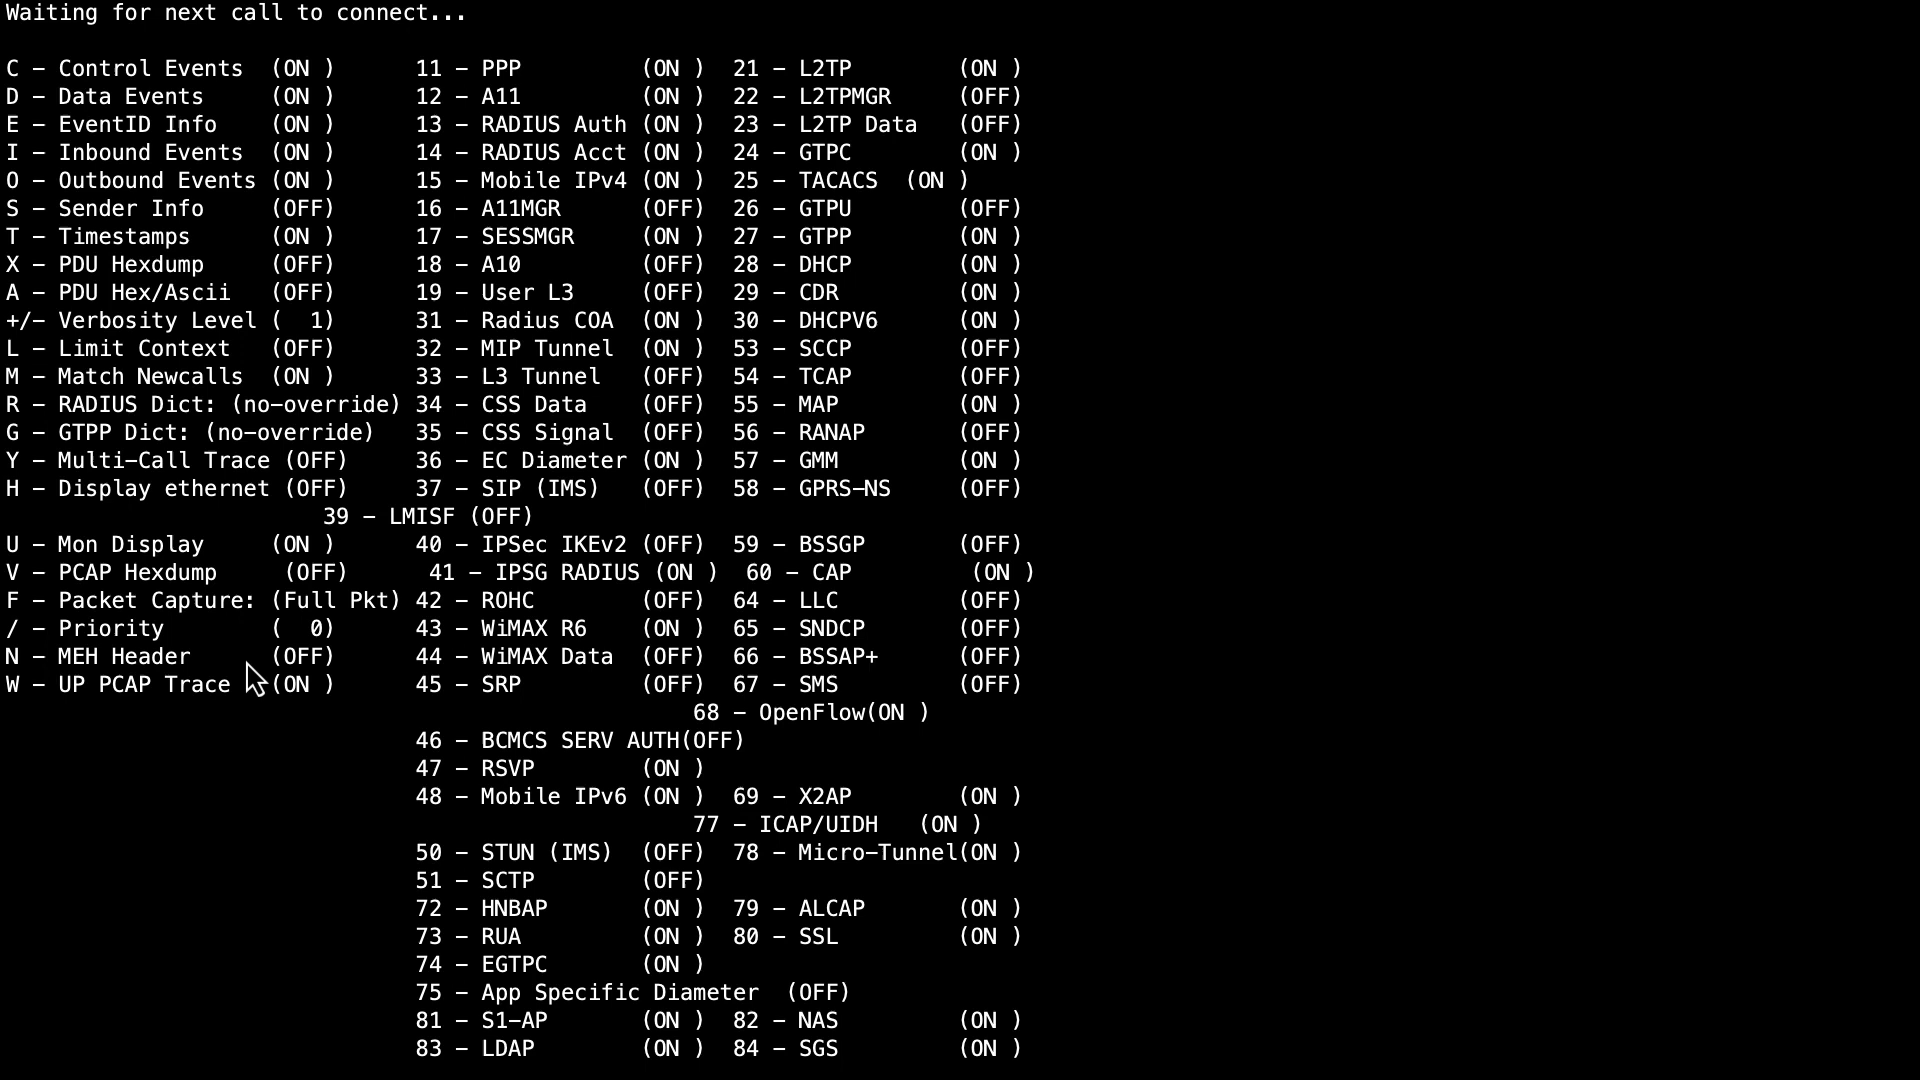 Waiting for next call to connect...

C - Control Events  (ON )      11 - PPP         (ON )  21 - L2TP        (ON )
D - Data Events     (ON )      12 - A11         (ON )  22 - L2TPMGR     (OFF)
E - EventID Info    (ON )      13 - RADIUS Auth (ON )  23 - L2TP Data   (OFF)
I - Inbound Events  (ON )      14 - RADIUS Acct (ON )  24 - GTPC        (ON )
O - Outbound Events (ON )      15 - Mobile IPv4 (ON )  25 - TACACS  (ON )
S - Sender Info     (OFF)      16 - A11MGR      (OFF)  26 - GTPU        (OFF)
T - Timestamps      (ON )      17 - SESSMGR     (ON )  27 - GTPP        (ON )
X - PDU Hexdump     (OFF)      18 - A10         (OFF)  28 - DHCP        (ON )
A - PDU Hex/Ascii   (OFF)      19 - User L3     (OFF)  29 - CDR         (ON )
+/- Verbosity Level (  1)      31 - Radius COA  (ON )  30 - DHCPV6      (ON )
L - Limit Context   (OFF)      32 - MIP Tunnel  (ON )  53 - SCCP        (OFF)
M - Match Newcalls  (ON )      33 - L3 Tunnel   (OFF)  54 - TCAP        (OFF)
R - RADIUS Dict: (no-override) 34 - CSS Data    (OFF)  55 - MAP         (ON )
G - GTPP Dict: (no-override)   35 - CSS Signal  (OFF)  56 - RANAP       (OFF)
Y - Multi-Call Trace (OFF)     36 - EC Diameter (ON )  57 - GMM         (ON )
H - Display ethernet (OFF)     37 - SIP (IMS)   (OFF)  58 - GPRS-NS     (OFF)
                        39 - LMISF (OFF)
U - Mon Display     (ON )      40 - IPSec IKEv2 (OFF)  59 - BSSGP       (OFF)
V - PCAP Hexdump     (OFF)      41 - IPSG RADIUS (ON )  60 - CAP         (ON )
F - Packet Capture: (Full Pkt) 42 - ROHC        (OFF)  64 - LLC         (OFF)
/ - Priority        (  0)      43 - WiMAX R6    (ON )  65 - SNDCP       (OFF)
N - MEH Header      (OFF)      44 - WiMAX Data  (OFF)  66 - BSSAP+      (OFF)
W - UP PCAP Trace   (ON )      45 - SRP         (OFF)  67 - SMS         (OFF)
                                                    68 - OpenFlow(ON )
                               46 - BCMCS SERV AUTH(OFF)
                               47 - RSVP        (ON )
                               48 - Mobile IPv6 (ON )  69 - X2AP        (ON )
                                                    77 - ICAP/UIDH   (ON )
                               50 - STUN (IMS)  (OFF)  78 - Micro-Tunnel(ON )
                               51 - SCTP        (OFF)
                               72 - HNBAP       (ON )  79 - ALCAP       (ON )
                               73 - RUA         (ON )  80 - SSL         (ON )
                               74 - EGTPC       (ON )
                               75 - App Specific Diameter  (OFF)
                               81 - S1-AP       (ON )  82 - NAS         (ON )
                               83 - LDAP        (ON )  84 - SGS         (ON )